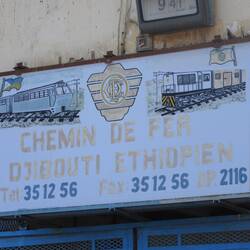 CHEMIN DE FER
DJIBOUTI ETHIOPIEN
Tel 35 12 56 Fax: 35 12 56 BP. 2116